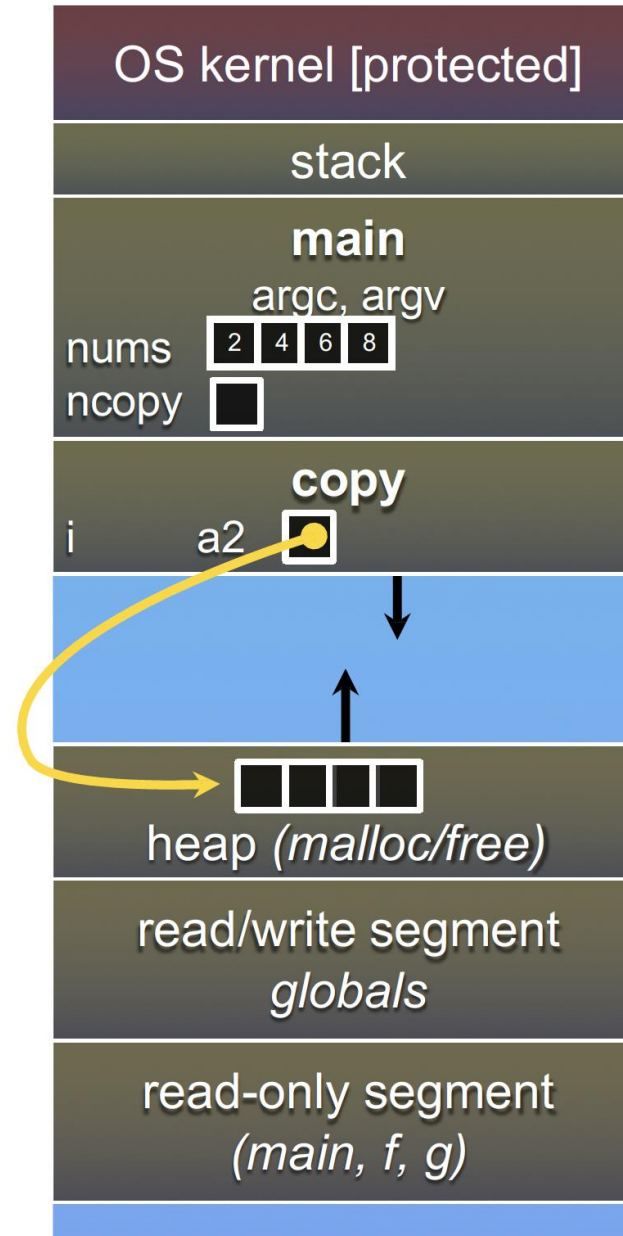 OS kernel [protected]
stack
main
argc, argv
nums 2 4 6 8
ncopy
copy
i a2
heap (malloc/free)
read/write segment
globals
read-only segment
(main, f, g)